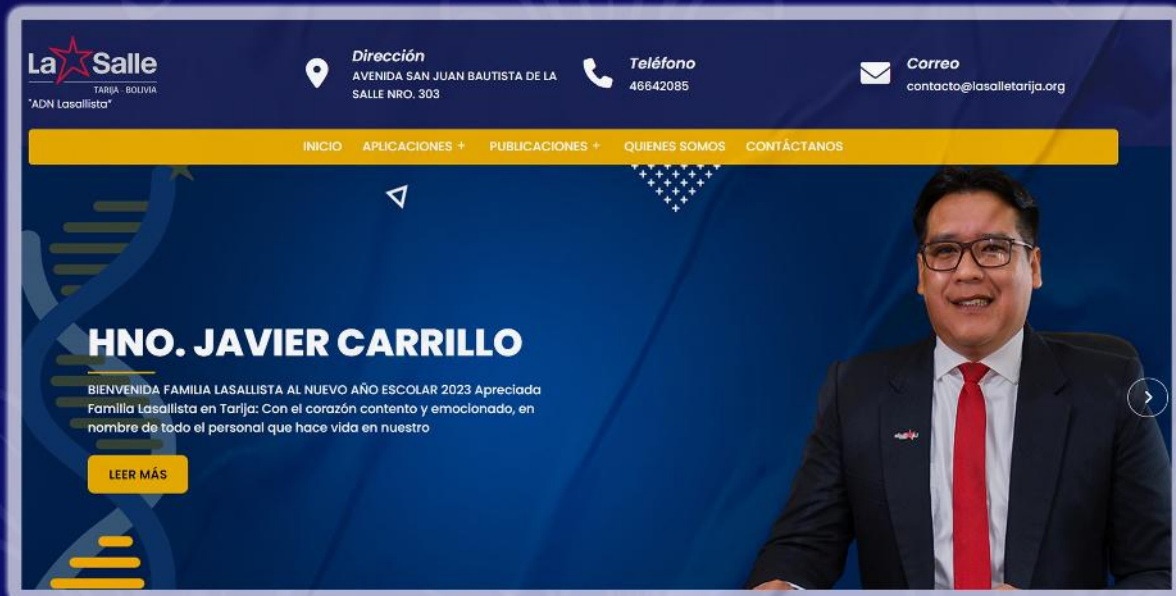 La Salle
TARIJA - BOLIVIA
"ADN Lasallista"
Dirección
AVENIDA SAN JUAN BAUTISTA DE LA
SALLE NRO. 303
Teléfono
46642085
Correo
contacto@lasalletarija.org
INICIO APLICACIONES + PUBLICACIONES + QUIENES SOMOS CONTÁCTANOS
HNO. JAVIER CARRILLO
BIENVENIDA FAMILIA LASALLISTA AL NUEVO AÑO ESCOLAR 2023 Apreciada
Familia Lasallista en Tarija: Con el corazón contento y emocionado, en
nombre de todo el personal que hace vida en nuestro
LEER MÁS